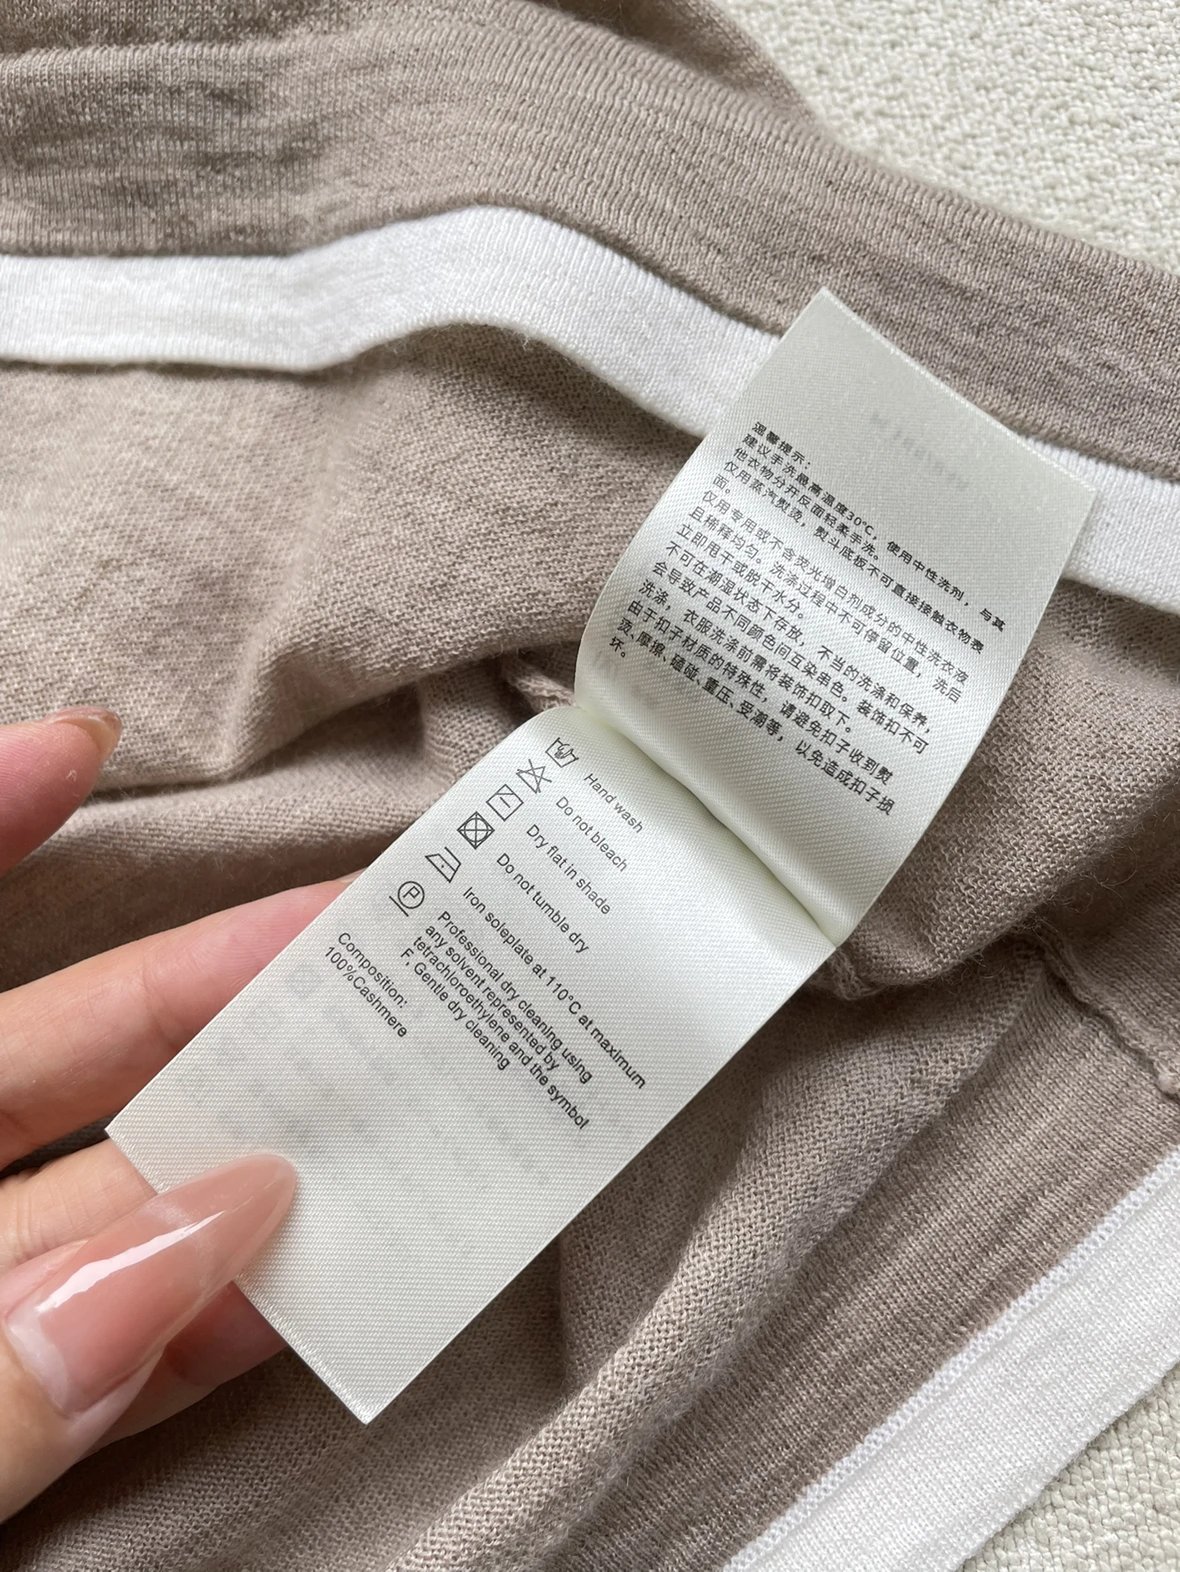 温馨提示：
建议手洗最高温度30°C，使用中性洗剂，与其
他衣物分开反面轻柔手洗。
仅用蒸汽熨烫，熨斗底板不可直接接触衣物表
面。
仅用专用或不含荧光增白剂成分的中性洗衣液
且稀释均匀。洗涤过程中不可停留位置，洗后
立即甩干或脱干水分。
不可在潮湿状态下存放，不当的洗涤和保养，
会导致产品不同颜色间互染串色。装饰扣不可
洗涤，衣服洗涤前需将装饰扣取下。
由于扣子材质的特殊性，请避免扣子收到熨
烫、摩擦、磕碰、重压、受潮等，以免造成扣子损
坏。
Hand wash
Do not bleach
Dry flat in shade
Do not tumble dry
Iron soleplate at 110°C at maximum
P
Professional dry cleaning using
any solvent represented by
tetrachloroethylene and the symbol
F. Gentle dry cleaning
Composition:
100%Cashmere